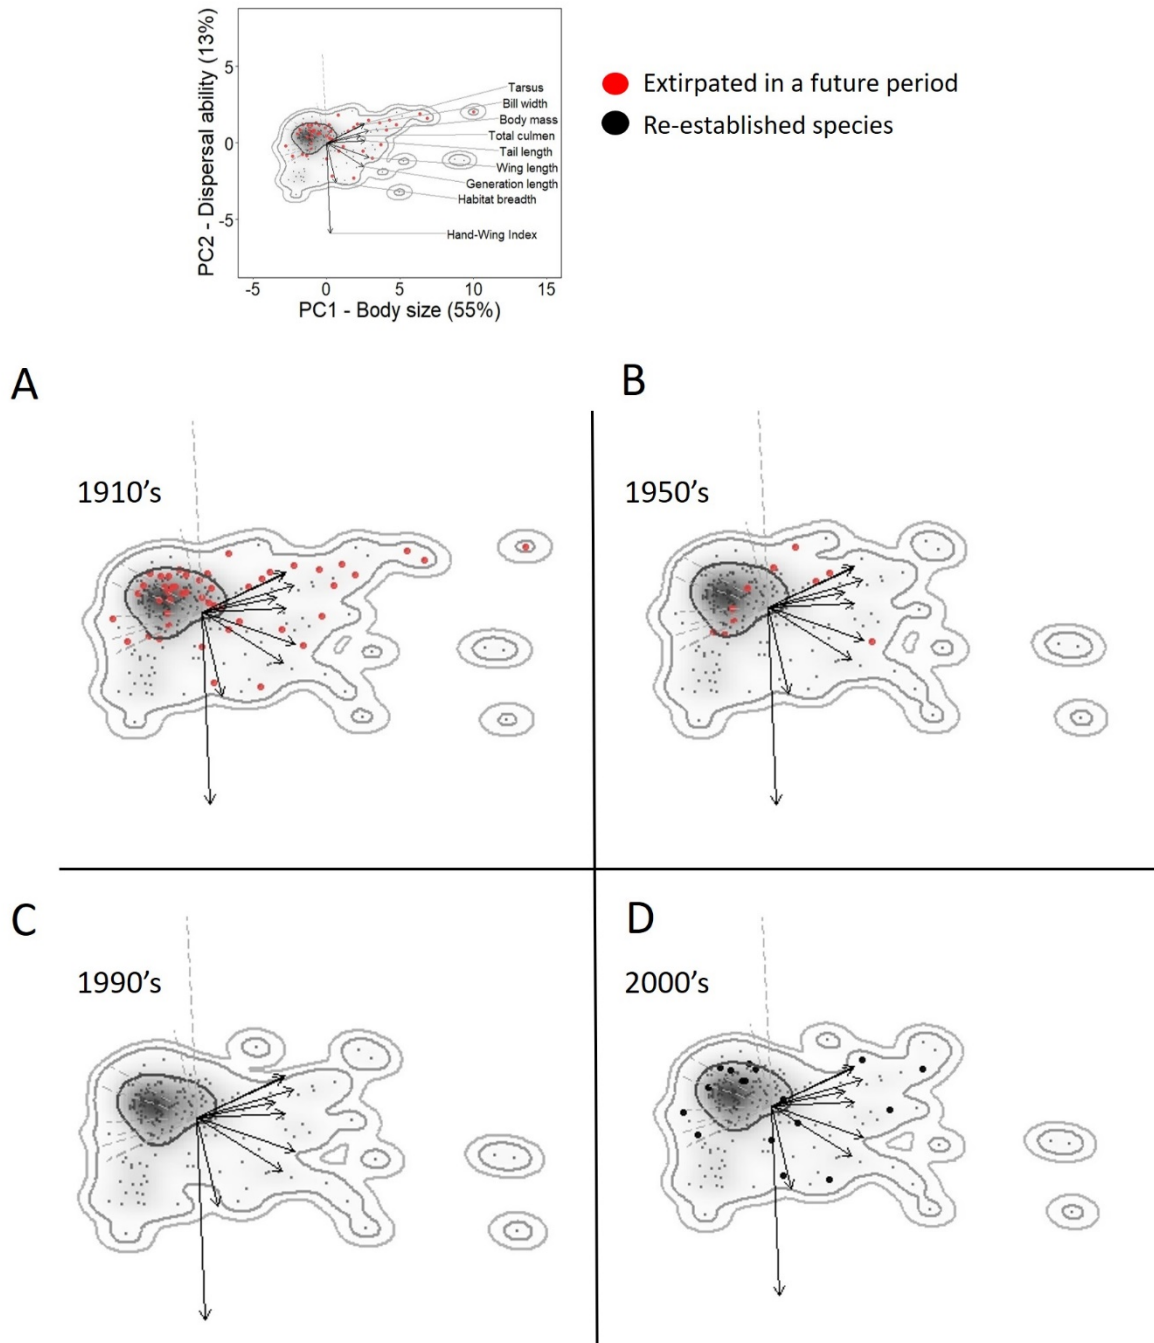 5
0
-5
PC2 - Dispersal ability (13%)
Tarsus
Bill width
Body mass
Total culmen
Tail length
Wing length
Generation length
Habitat breadth
Hand-Wing Index
-5 0 5 10 15
PC1 - Body size (55%)
Extirpated in a future period
Re-established species
A
1910's
B
1950's
C
1990's
D
2000's